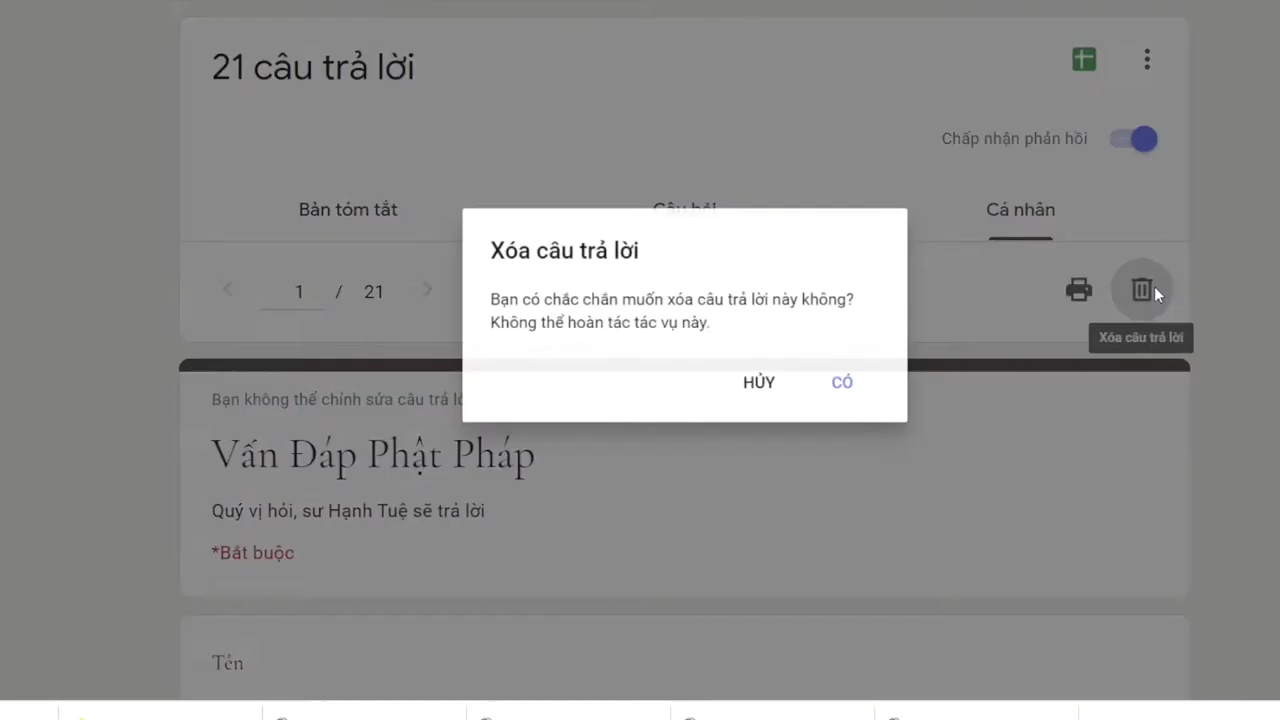 21 câu trả lời
Chấp nhận phản hồi
Bản tóm tắt
Câu hỏi
Cá nhân
1 / 21
Xóa câu trả lời
Bạn có chắc chắn muốn xóa câu trả lời này không?
Không thể hoàn tác tác vụ này.
HỦY CÓ
Xóa câu trả lời
Bạn không thể chỉnh sửa câu trả
Vấn Đáp Phật Pháp
Quý vị hỏi, sư Hạnh Tuệ sẽ trả lời
*Bắt buộc
Tên